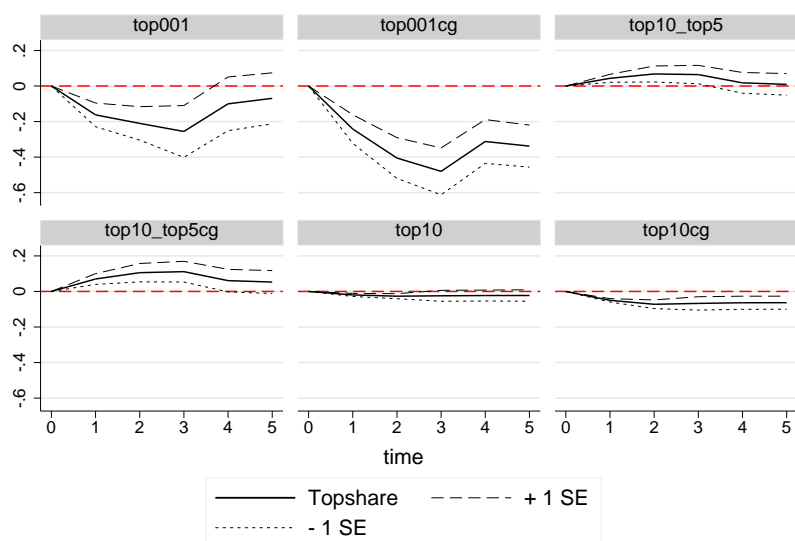 top001 top001cg top10_top5
.2
0
-.2
-.4
-.6
top10_top5cg top10 top10cg
.2
0
-.2
-.4
-.6
0 1 2 3 4 5 0 1 2 3 4 5 0 1 2 3 4 5
time
Topshare + 1 SE
- 1 SE